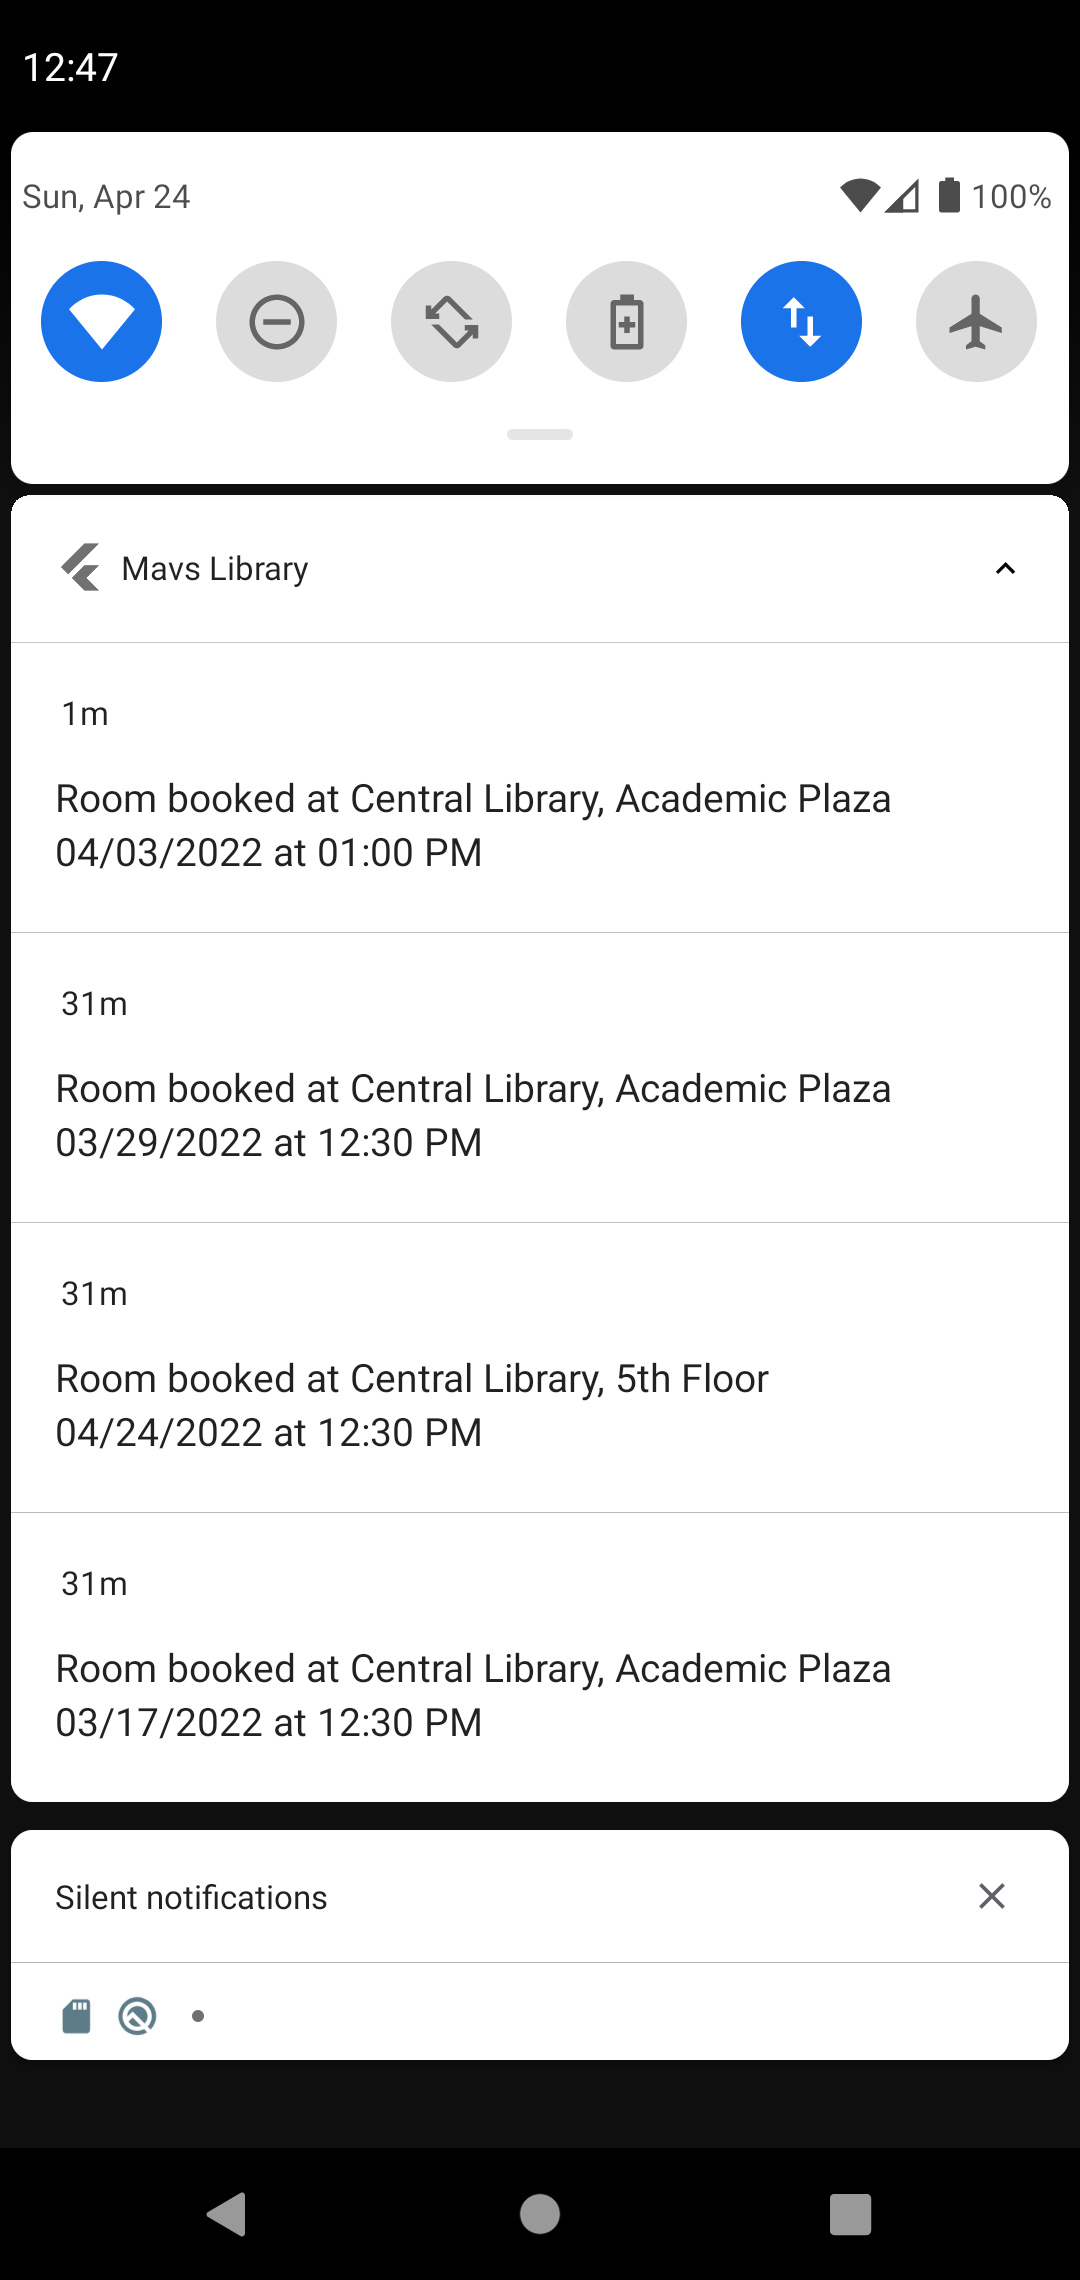 12:47
Sun, Apr 24 100%
Mavs Library
1m
Room booked at Central Library, Academic Plaza
04/03/2022 at 01:00 PM
31m
Room booked at Central Library, Academic Plaza
03/29/2022 at 12:30 PM
31m
Room booked at Central Library, 5th Floor
04/24/2022 at 12:30 PM
31m
Room booked at Central Library, Academic Plaza
03/17/2022 at 12:30 PM
Silent notifications